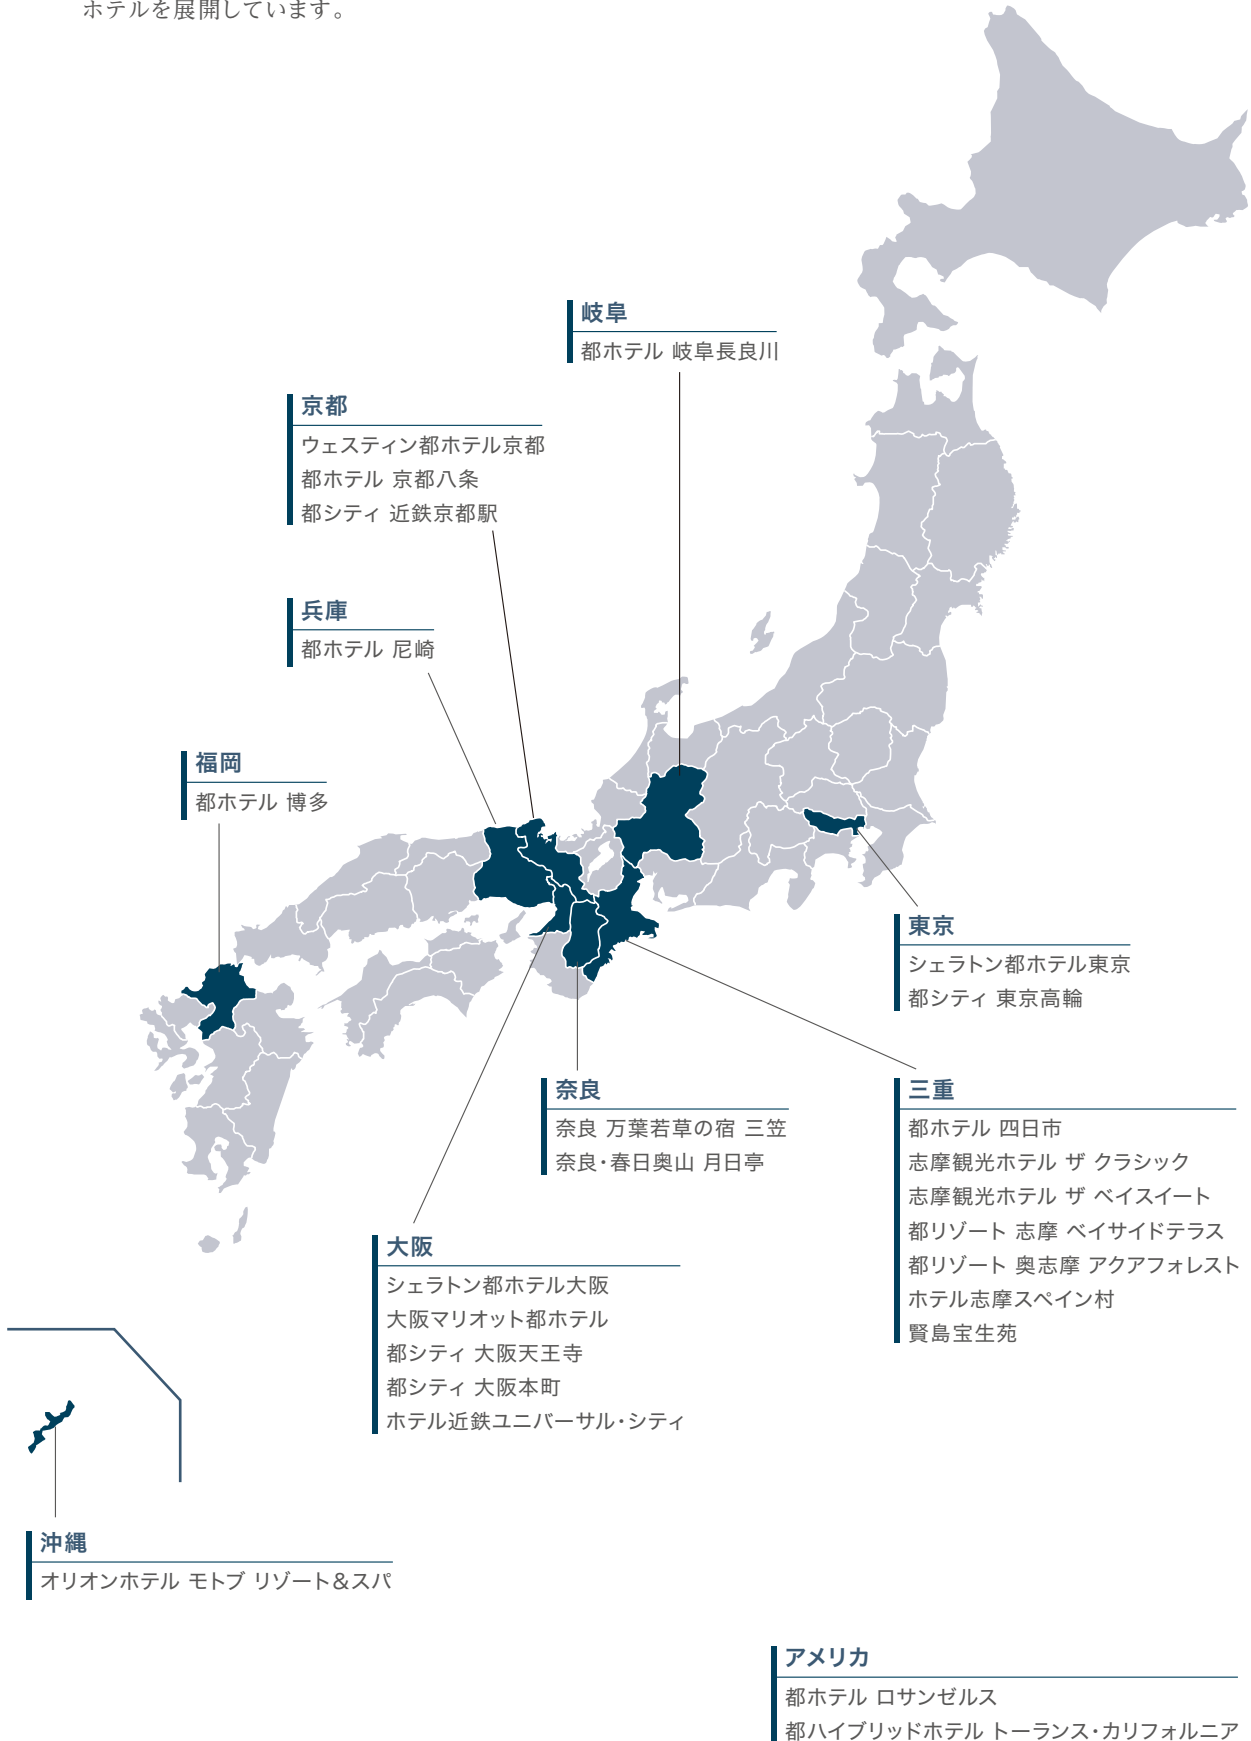 ホテルを展開しています。
岐阜
都ホテル 岐阜長良川
京都
ウェスティン都ホテル京都
都ホテル 京都八条
都シティ 近鉄京都駅
兵庫
都ホテル 尼崎
福岡
都ホテル 博多
東京
シェラトン都ホテル東京
都シティ 東京高輪
奈良
奈良 万葉若草の宿 三笠
奈良・春日奥山 月日亭
三重
都ホテル 四日市
志摩観光ホテル ザ クラシック
志摩観光ホテル ザ ベイスイート
都リゾート 志摩 ベイサイドテラス
都リゾート 奥志摩 アクアフォレスト
ホテル志摩スペイン村
賢島宝生苑
大阪
シェラトン都ホテル大阪
大阪マリオット都ホテル
都シティ 大阪天王寺
都シティ 大阪本町
ホテル近鉄ユニバーサル・シティ
沖縄
オリオンホテル モトブ リゾート&スパ
アメリカ
都ホテル ロサンゼルス
都ハイブリッドホテル トーランス・カリフォルニア